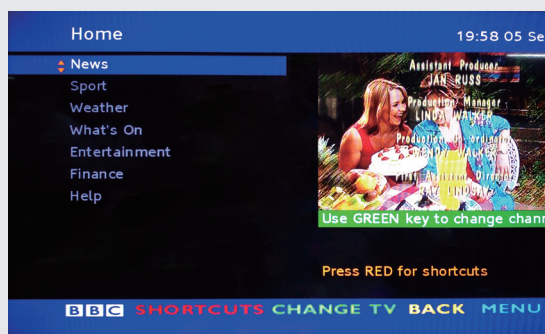 Home
19:58 05 Se
News
Sport
Weather
What's On
Entertainment
Finance
Help
Assistant Producer
JAN RUSS
Production Manager
LINDA WALKER
Production Co ordinator
WENDY WALKER
First Assistant Director
RAY LINDSAY
Use GREEN key to change chann
Press RED for shortcuts
BBC SHORTCUTS CHANGE TV BACK MENU